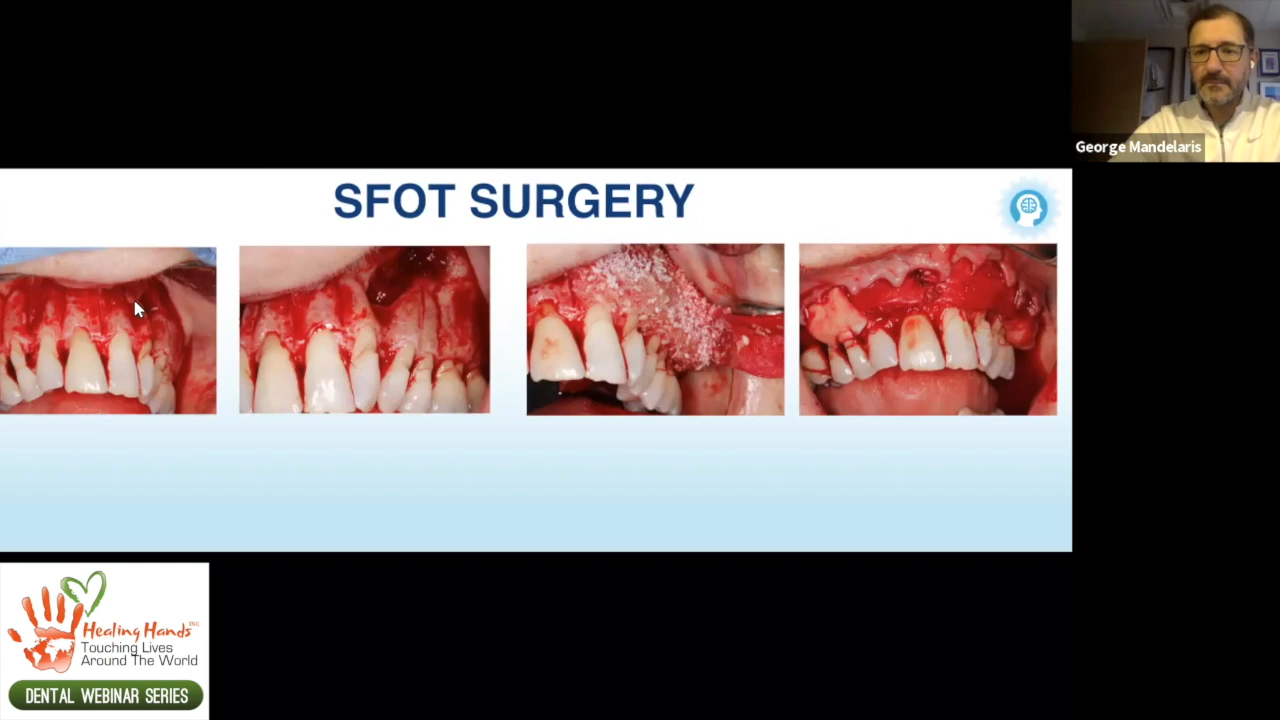 George Mandelaris
SFOT SURGERY
Healing Hands INC
Touching Lives
Around The World
DENTAL WEBINAR SERIES